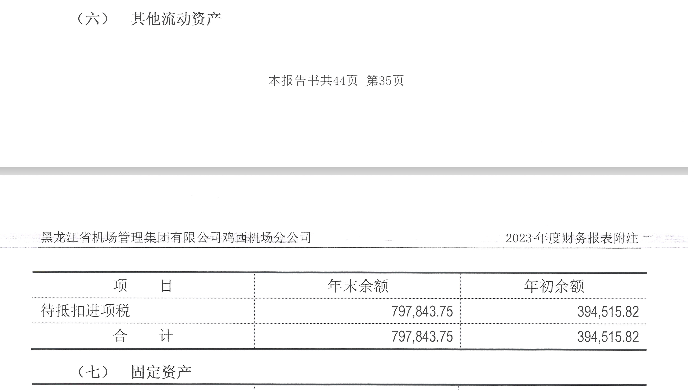 （六） 其他流动资产
本报告书共44页 第35页
黑龙江省机场管理集团有限公司鸡西机场分公司 2023年度财务报表附注
项 目 年末余额 年初余额
待抵扣进项税 797,843.75 394,515.82
合 计 797,843.75 394,515.82
（七） 固定资产